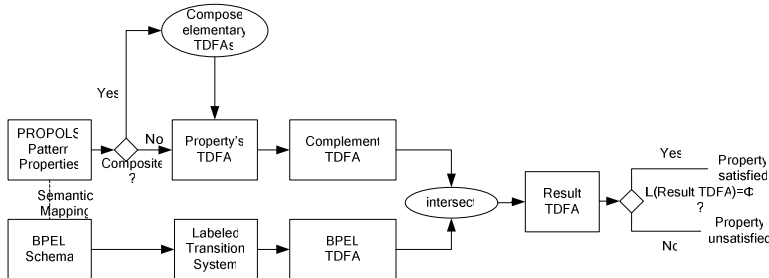 Compose
elementary
TDFAs
Yes
PROPOLS
Pattern
Properties
No
Composite
?
Property's
TDFA
Complement
TDFA
Semantic
Mapping
intersect
Result
TDFA
Yes
Property
satisfied
L(Result TDFA)=Φ
?
No
Property
unsatisfied
BPEL
Schema
Labeled
Transition
System
BPEL
TDFA